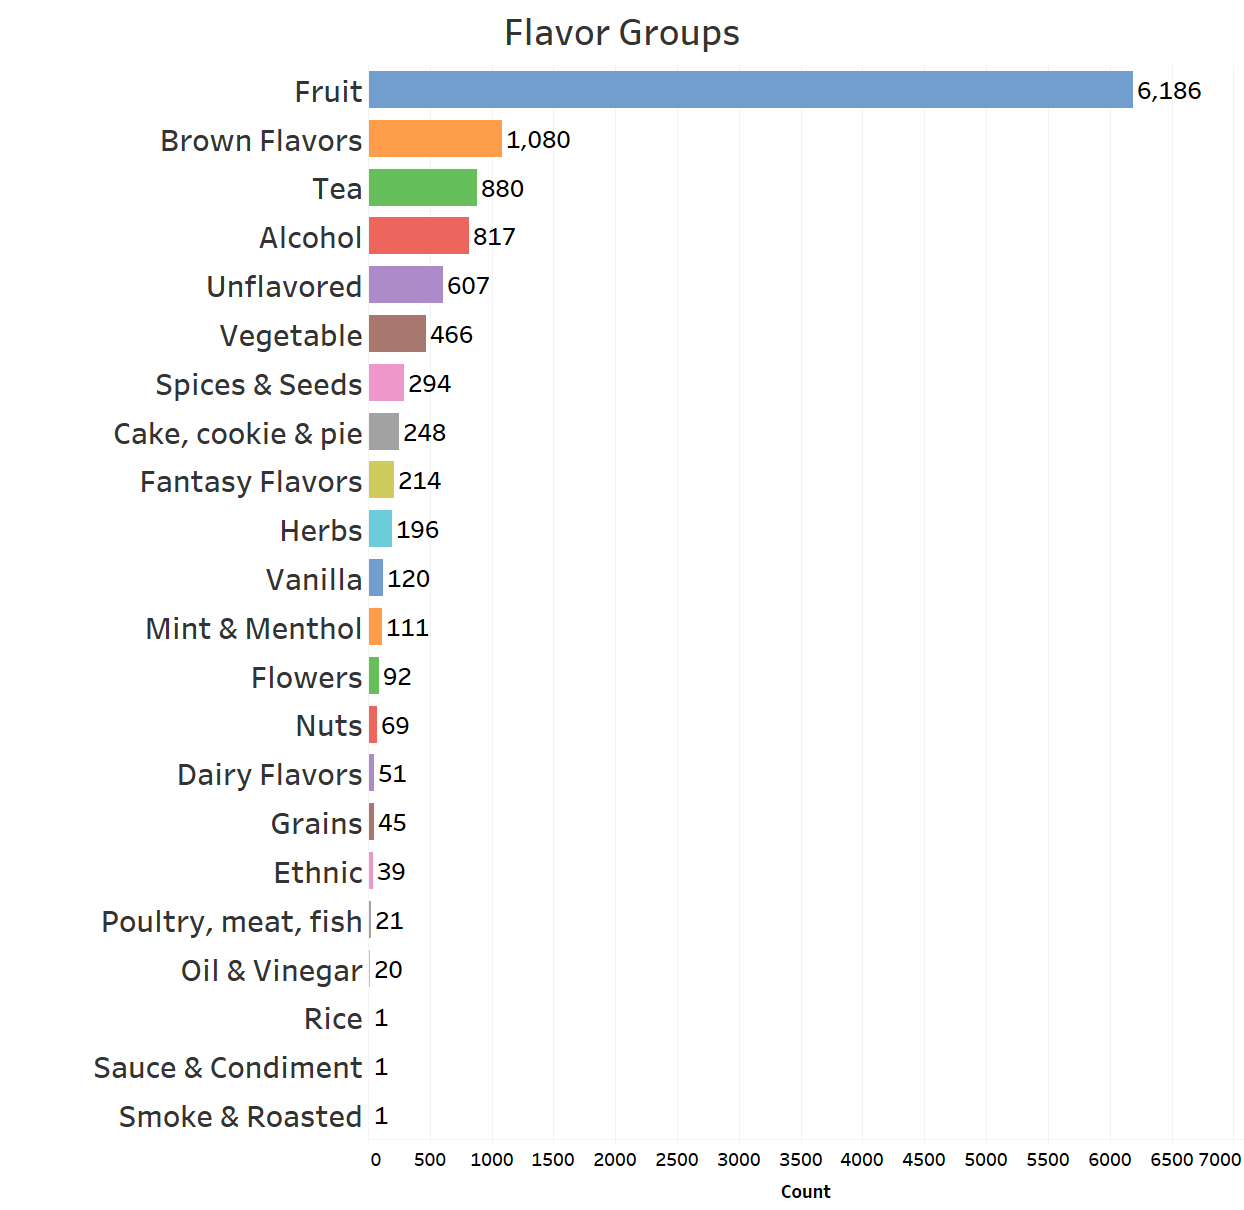 Flavor Groups
Fruit 6,186
Brown Flavors 1,080
Tea 880
Alcohol 817
Unflavored 607
Vegetable 466
Spices & Seeds 294
Cake, cookie & pie 248
Fantasy Flavors 214
Herbs 196
Vanilla 120
Mint & Menthol 111
Flowers 92
Nuts 69
Dairy Flavors 51
Grains 45
Ethnic 39
Poultry, meat, fish 21
Oil & Vinegar 20
Rice 1
Sauce & Condiment 1
Smoke & Roasted 1
0 500 1000 1500 2000 2500 3000 3500 4000 4500 5000 5500 6000 6500 7000
Count